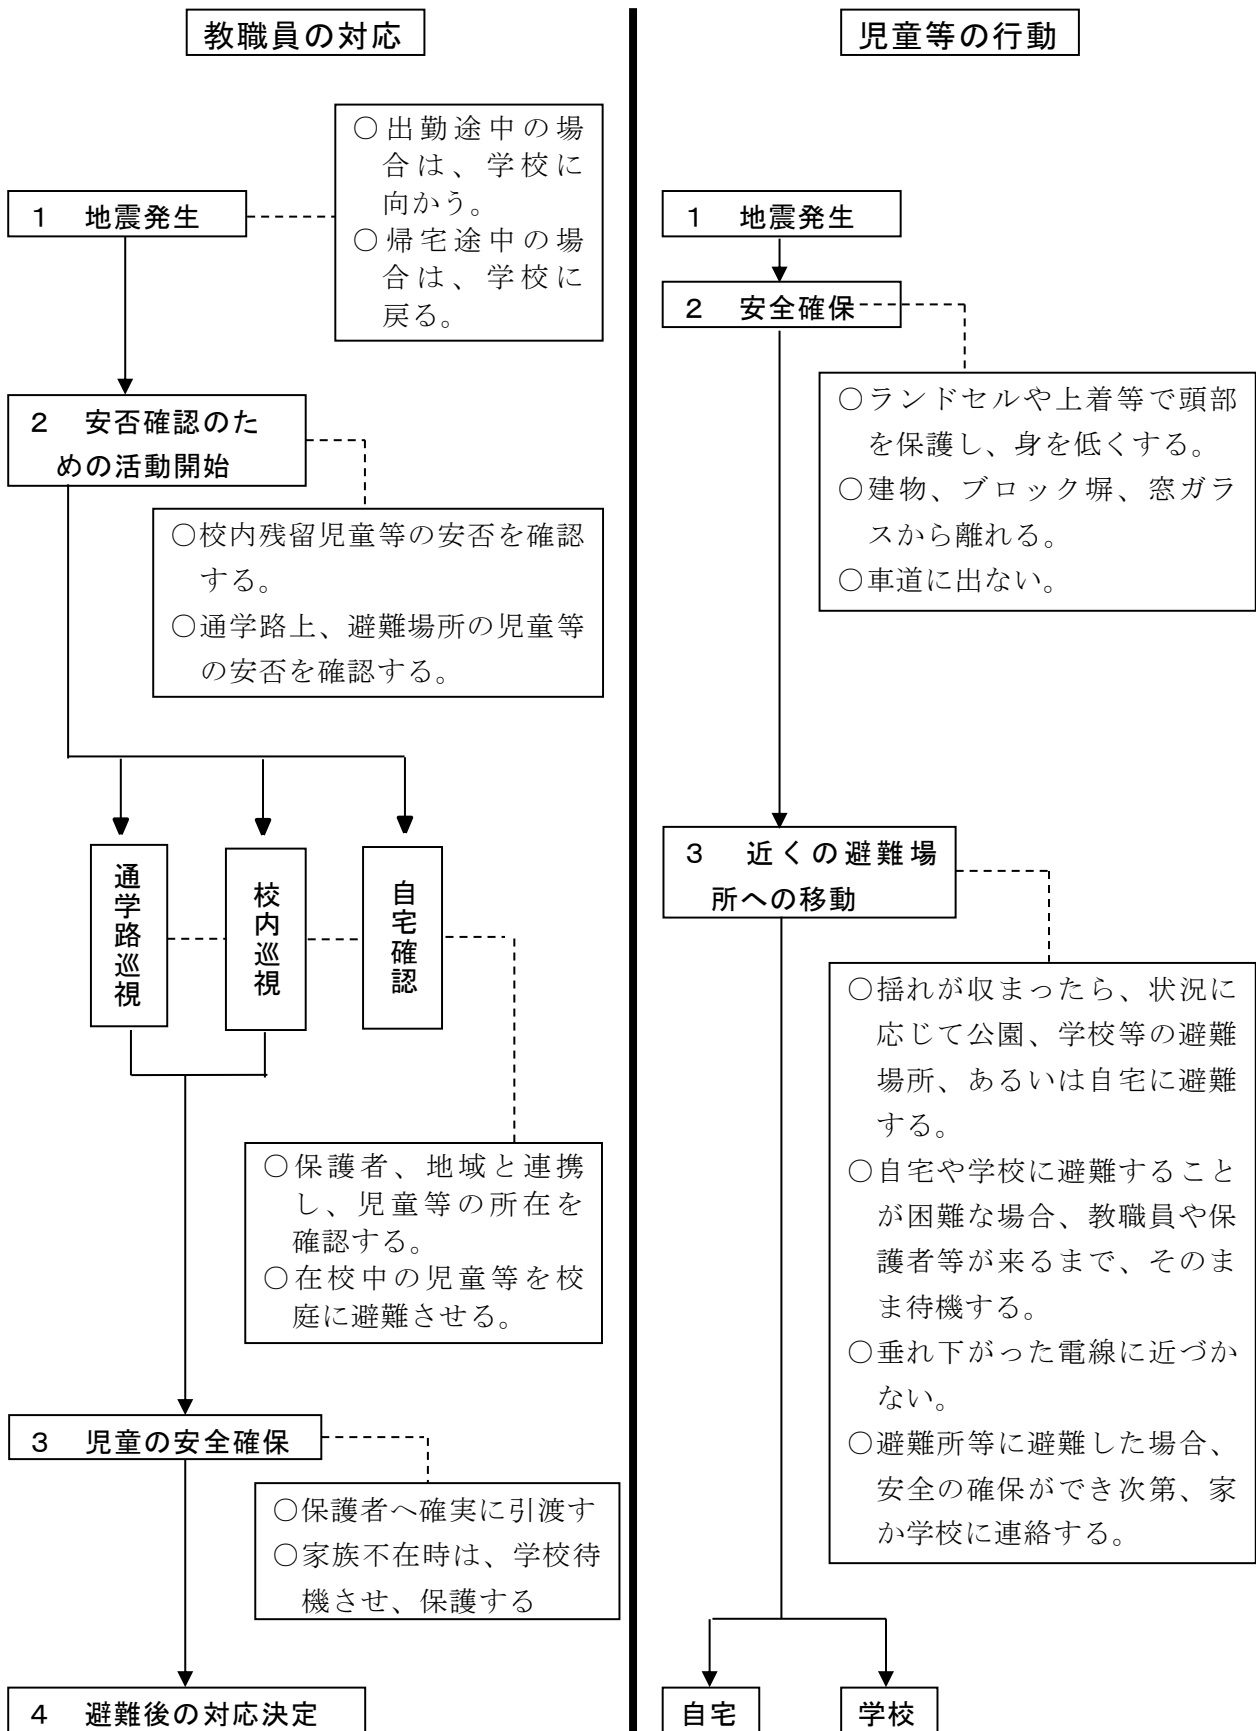 教職員の対応
○出勤途中の場
合は、学校に
向かう。
○帰宅途中の場
合は、学校に
戻る。
1 地震発生
2 安否確認のた
めの活動開始
○校内残留児童等の安否を確認
する。
○通学路上、避難場所の児童等
の安否を確認する。
通学路巡視
校内巡視
自宅確認
○保護者、地域と連携
し、児童等の所在を
確認する。
○在校中の児童等を校
庭に避難させる。
3 児童の安全確保
○保護者へ確実に引渡す
○家族不在時は、学校待
機させ、保護する
4 避難後の対応決定
児童等の行動
1 地震発生
2 安全確保
○ランドセルや上着等で頭部
を保護し、身を低くする。
○建物、ブロック塀、窓ガラ
スから離れる。
○車道に出ない。
3 近くの避難場
所への移動
○揺れが収まったら、状況に
応じて公園、学校等の避難
場所、あるいは自宅に避難
する。
○自宅や学校に避難すること
が困難な場合、教職員や保
護者等が来るまで、そのま
ま待機する。
○垂れ下がった電線に近づか
ない。
○避難所等に避難した場合、
安全の確保ができ次第、家
か学校に連絡する。
自宅
学校